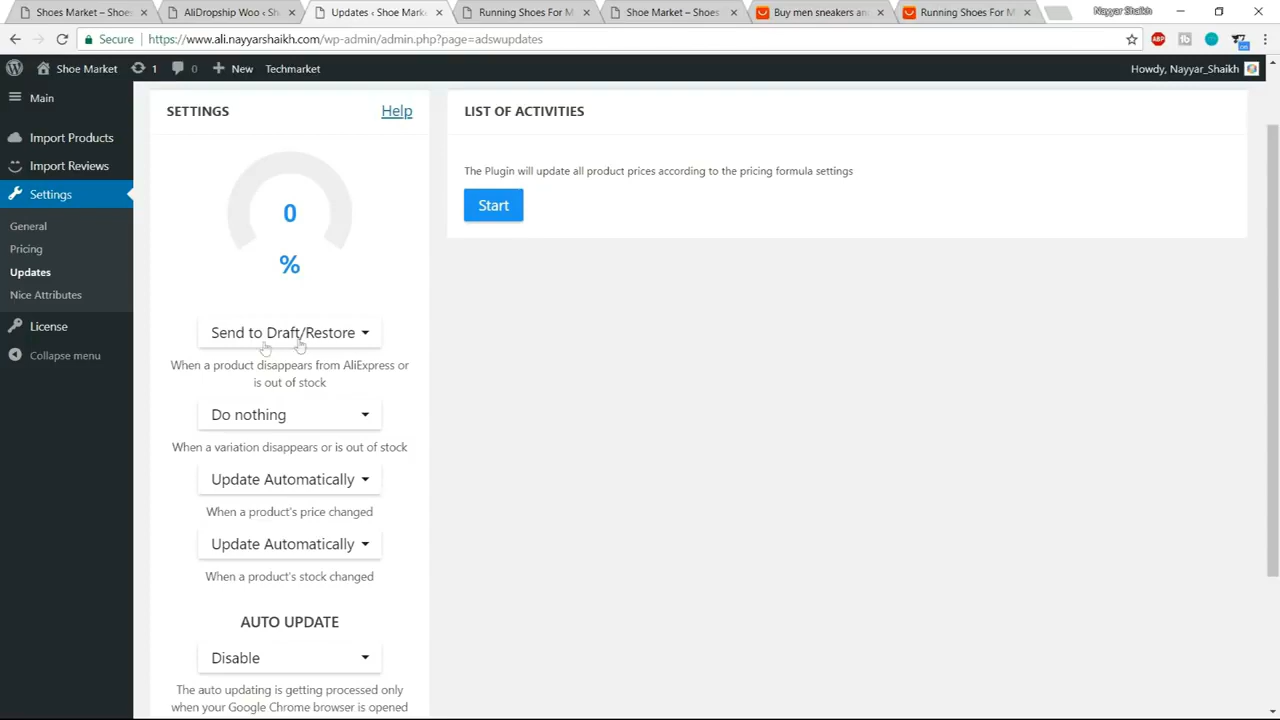 Shoes Market – Shoes
AliDropship Woo ‹ Sh
Updates ‹ Shoe Mark
Running Shoes For M
Shoe Market – Shoes
Buy men sneakers an
Running Shoes For M
Nayyar Shaikh
Secure
https://www.ali.nayyarshaikh.com/wp-admin/admin.php?page=adswupdates
ABP
Shoe Market
1
0
New
Techmarket
Howdy, Nayyar_Shaikh
Main
Import Products
Import Reviews
Settings
General
Pricing
Updates
Nice Attributes
License
Collapse menu
SETTINGS
Help
0
%
Send to Draft/Restore
When a product disappears from AliExpress or
is out of stock
Do nothing
When a variation disappears or is out of stock
Update Automatically
When a product's price changed
Update Automatically
When a product's stock changed
AUTO UPDATE
Disable
The auto updating is getting processed only
when your Google Chrome browser is opened
LIST OF ACTIVITIES
The Plugin will update all product prices according to the pricing formula settings
Start